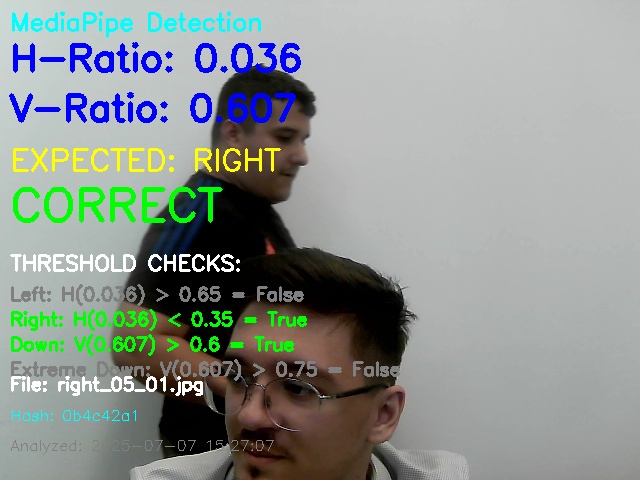 MediaPipe Detection
H-Ratio: 0.036
V-Ratio: 0.607
EXPECTED: RIGHT
CORRECT
THRESHOLD CHECKS:
Left: H(0.036) > 0.65 = False
Right: H(0.036) < 0.35 = True
Down: V(0.607) > 0.6 = True
Extreme Down: V(0.607) > 0.75 = False
File: right_05_01.jpg
Hash: 0b4c42a1
Analyzed: 2025-07-07 15:27:07